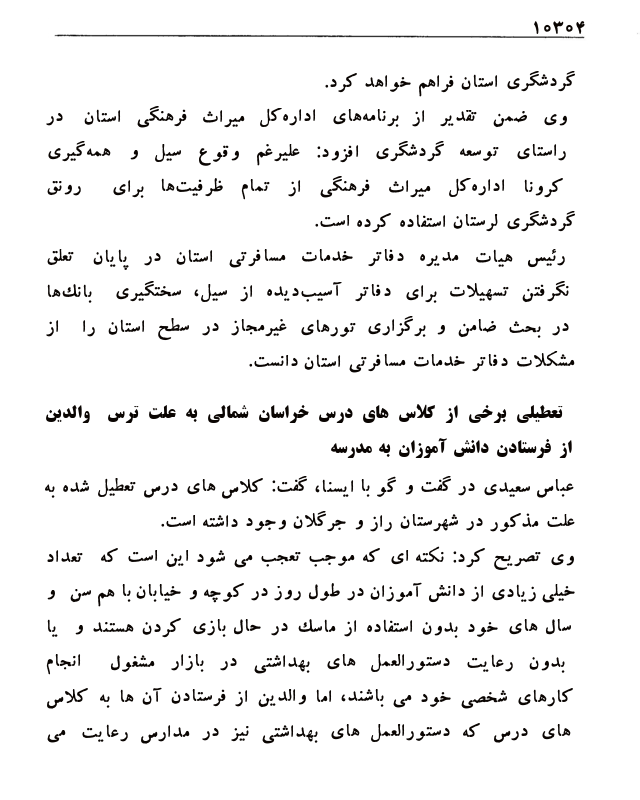 ۱۰۳۰۴
گردشگری استان فراهم خواهد کرد.
وی ضمن تقدیر از برنامه‌های اداره‌کل میراث فرهنگی استان در
راستای توسعه گردشگری افزود: علیرغم وقوع سیل و همه‌گیری
کرونا اداره‌کل میراث فرهنگی از تمام ظرفیت‌ها برای رونق
گردشگری لرستان استفاده کرده است.
رئیس هیات مدیره دفاتر خدمات مسافرتی استان در پایان تعلق
نگرفتن تسهیلات برای دفاتر آسیب‌دیده از سیل، سختگیری بانك‌ها
در بحث ضامن و برگزاری تورهای غیرمجاز در سطح استان را از
مشکلات دفاتر خدمات مسافرتی استان دانست.
تعطیلی برخی از کلاس های درس خراسان شمالی به علت ترس والدین
از فرستادن دانش آموزان به مدرسه
عباس سعیدی در گفت و گو با ایسنا، گفت: کلاس های درس تعطیل شده به
علت مذکور در شهرستان راز و جرگلان وجود داشته است.
وی تصریح کرد: نکته ای که موجب تعجب می شود این است که تعداد
خیلی زیادی از دانش آموزان در طول روز در کوچه و خیابان با هم سن و
سال های خود بدون استفاده از ماسك در حال بازی کردن هستند و یا
بدون رعایت دستورالعمل های بهداشتی در بازار مشغول انجام
کارهای شخصی خود می باشند، اما والدین از فرستادن آن ها به کلاس
های درس که دستورالعمل های بهداشتی نیز در مدارس رعایت می